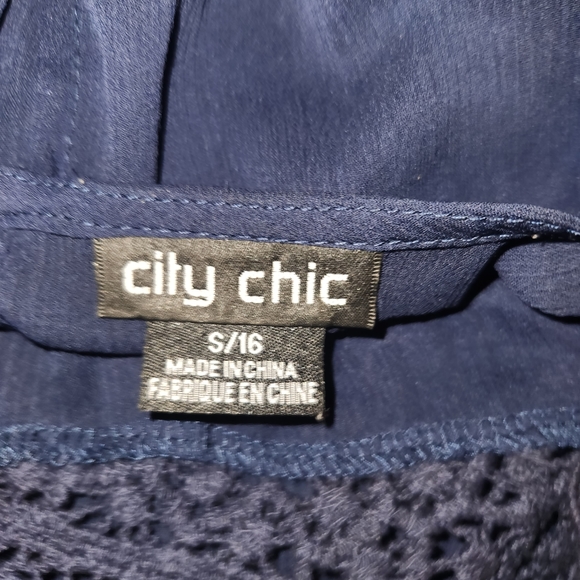 city chic
S/16
MADE IN CHINA
FABRIQUE EN CHINE